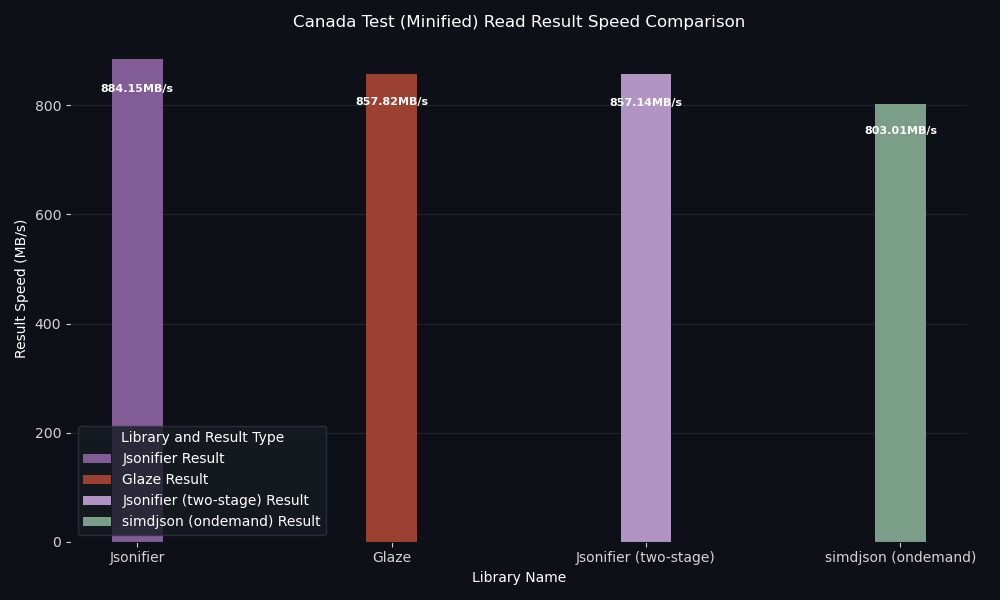 Canada Test (Minified) Read Result Speed Comparison
884.15MB/s
857.82MB/s
857.14MB/s
803.01MB/s
800
600
400
200
0
Result Speed (MB/s)
Library and Result Type
Jsonifier Result
Glaze Result
Jsonifier (two-stage) Result
simdjson (ondemand) Result
Jsonifier
Glaze
Jsonifier (two-stage)
simdjson (ondemand)
Library Name